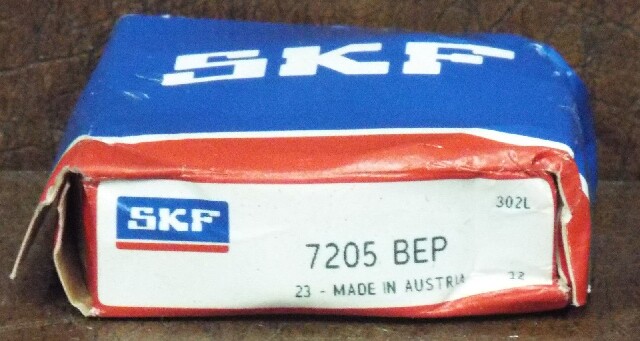 SKF
SKF
302L
7205 BEP
23 - MADE IN AUSTRIA